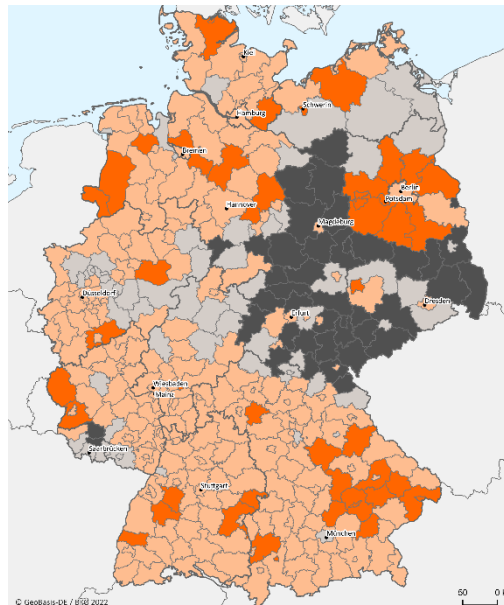 Kiel
Schwerin
Hamburg
Bremen
Berlin
Potsdam
Hannover
Magdeburg
Düsseldorf
Erfurt
Dresden
Wiesbaden
Mainz
Saarbrücken
Stuttgart
München
© GeoBasis-DE / BKG 2022
50 0